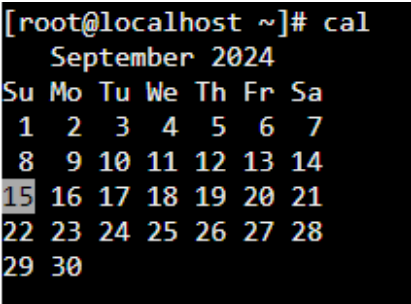 [root@localhost ~]# cal
   September 2024
Su Mo Tu We Th Fr Sa
 1  2  3  4  5  6  7
 8  9 10 11 12 13 14
15 16 17 18 19 20 21
22 23 24 25 26 27 28
29 30